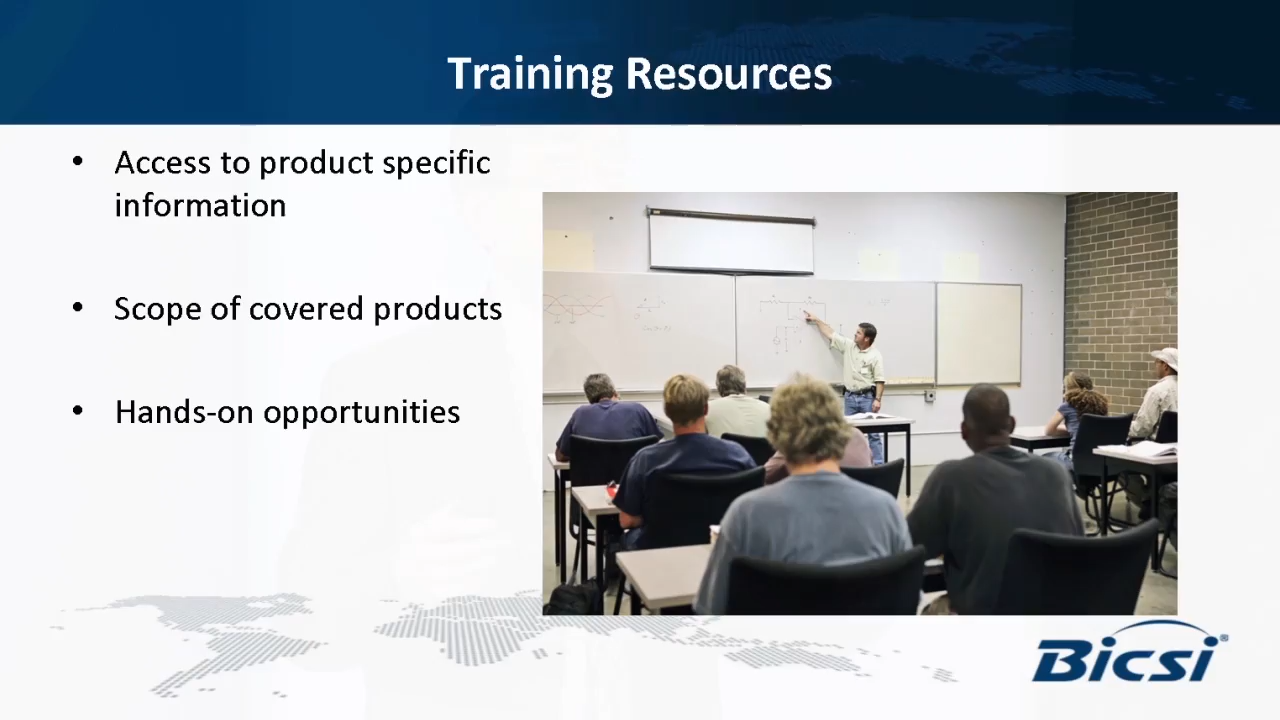 Training Resources
• Access to product specific
information
• Scope of covered products
• Hands-on opportunities
Bicsi®